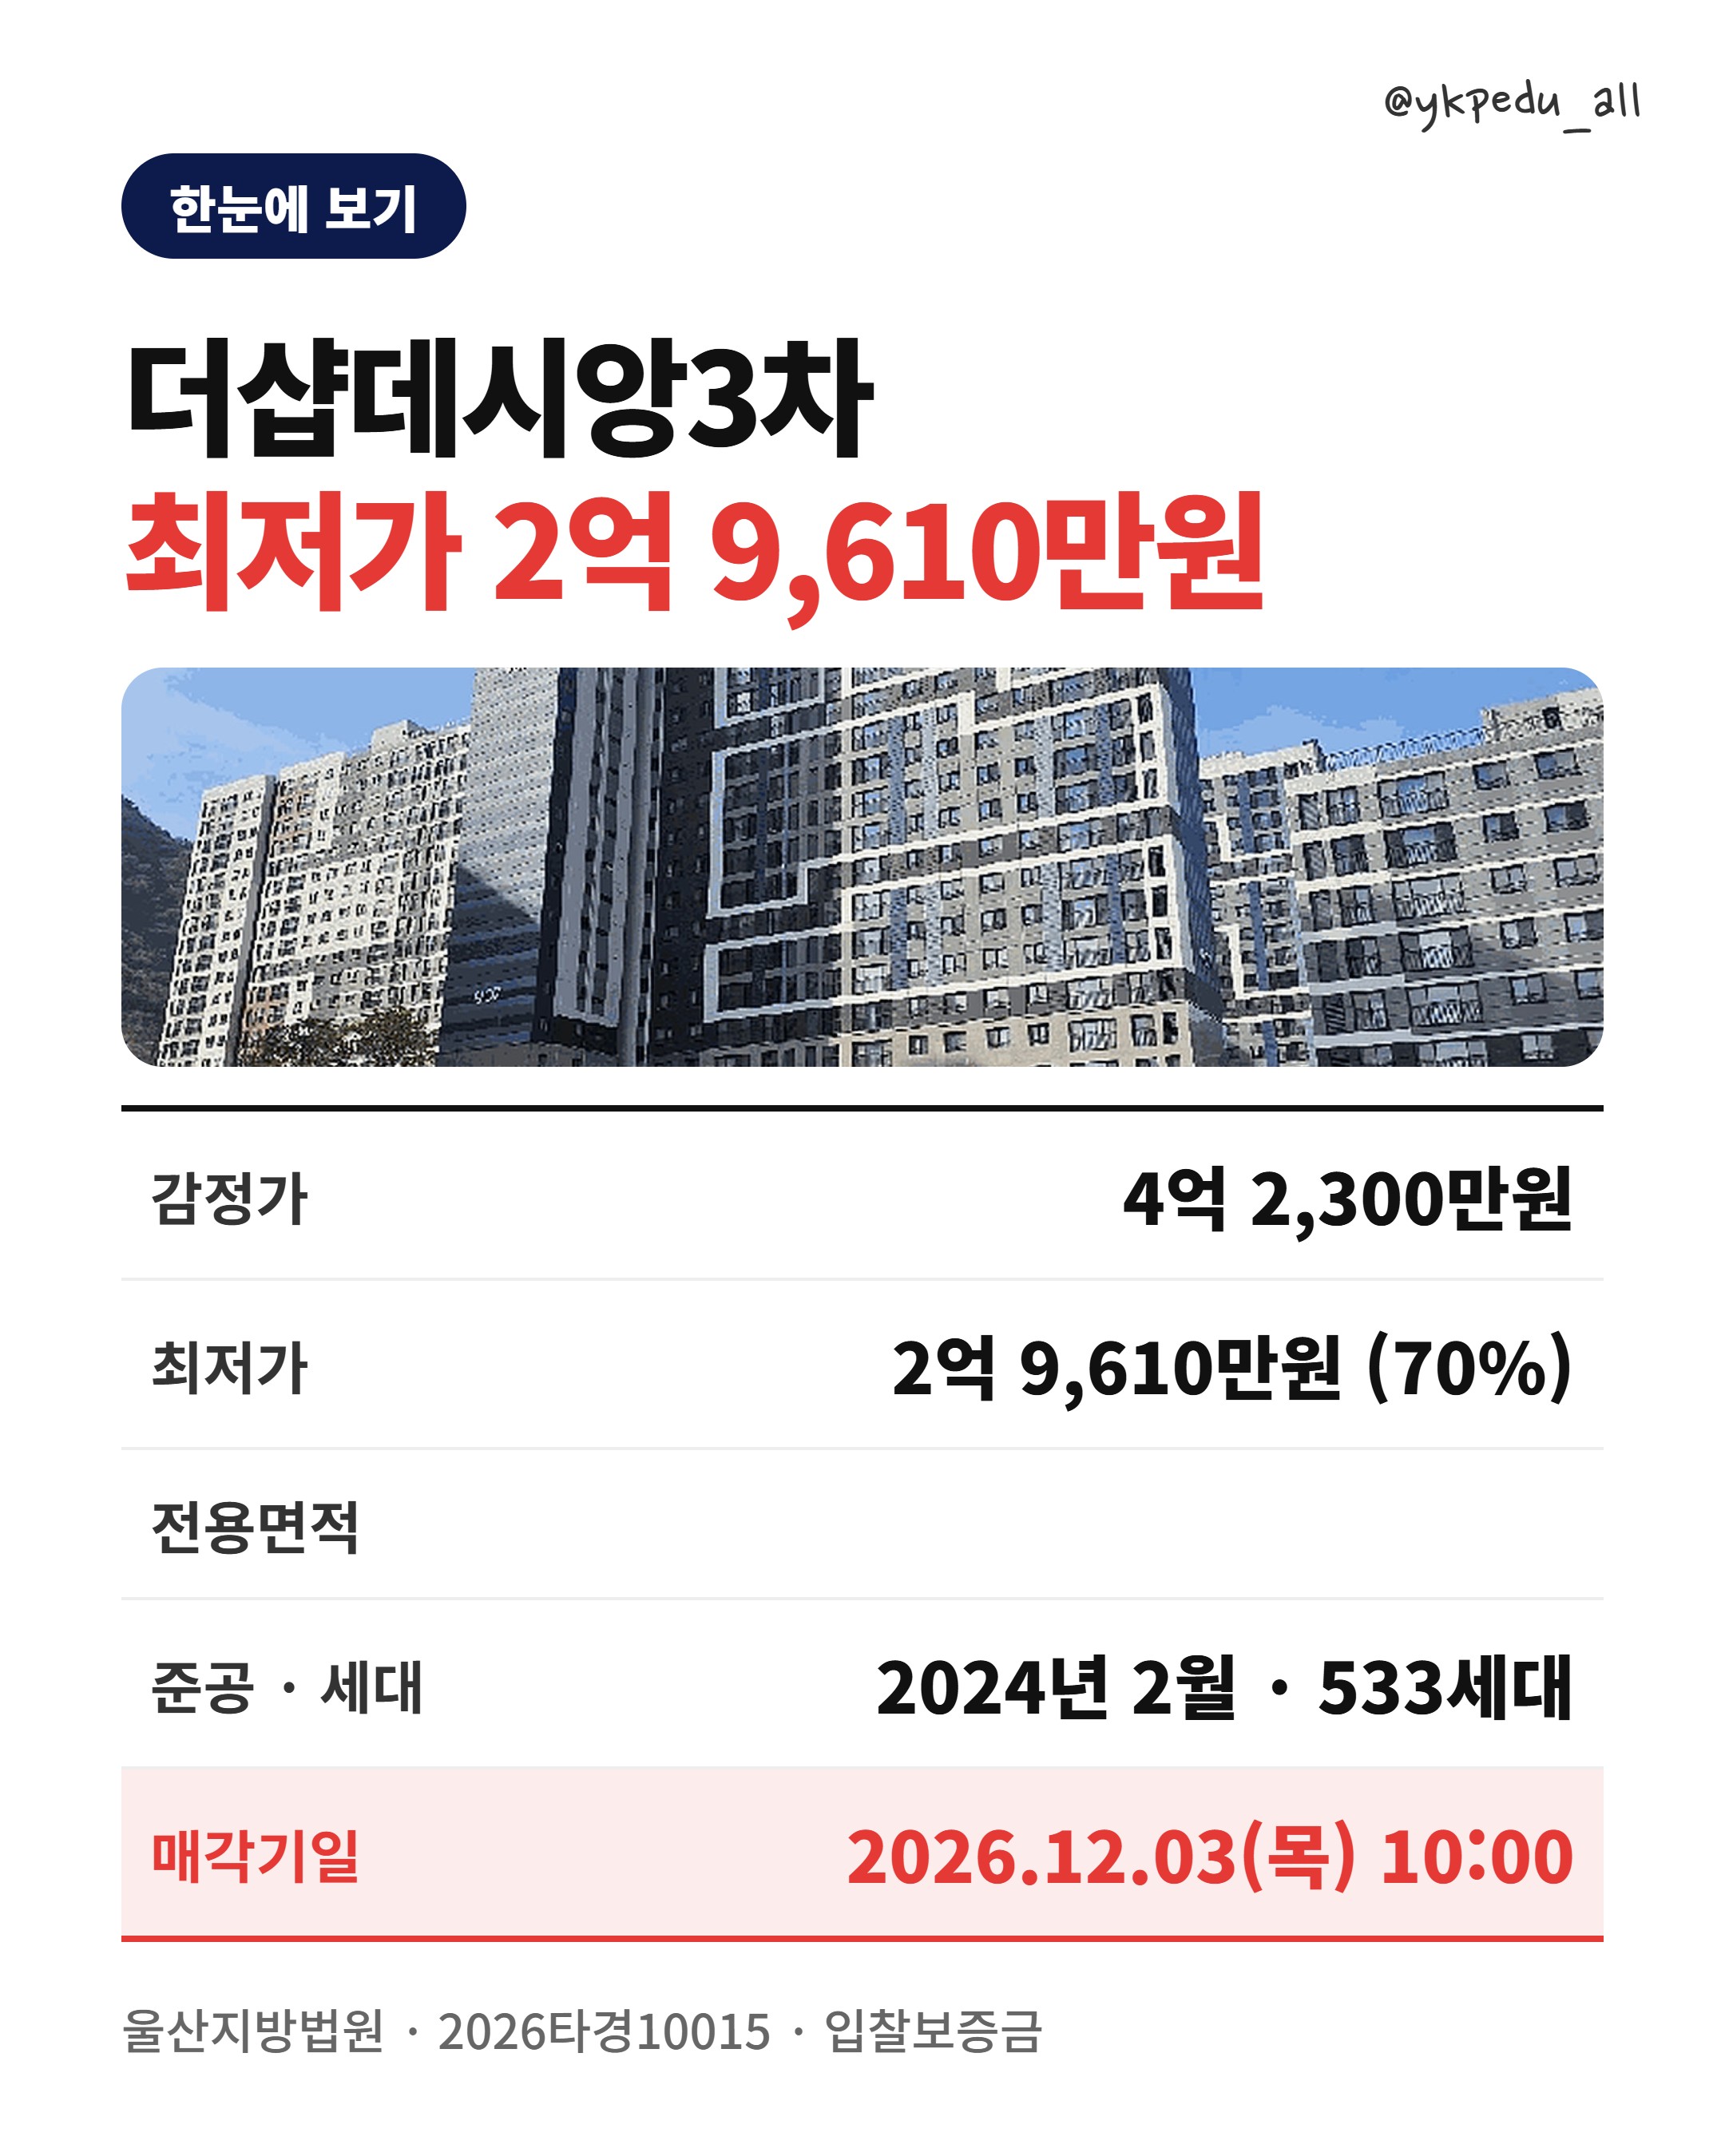 @ykpedu_all
한눈에 보기
더샵데시앙3차
최저가 2억 9,610만원
감정가 4억 2,300만원
최저가 2억 9,610만원 (70%)
전용면적
준공 · 세대 2024년 2월 · 533세대
매각기일 2026.12.03(목) 10:00
울산지방법원 · 2026타경10015 · 입찰보증금